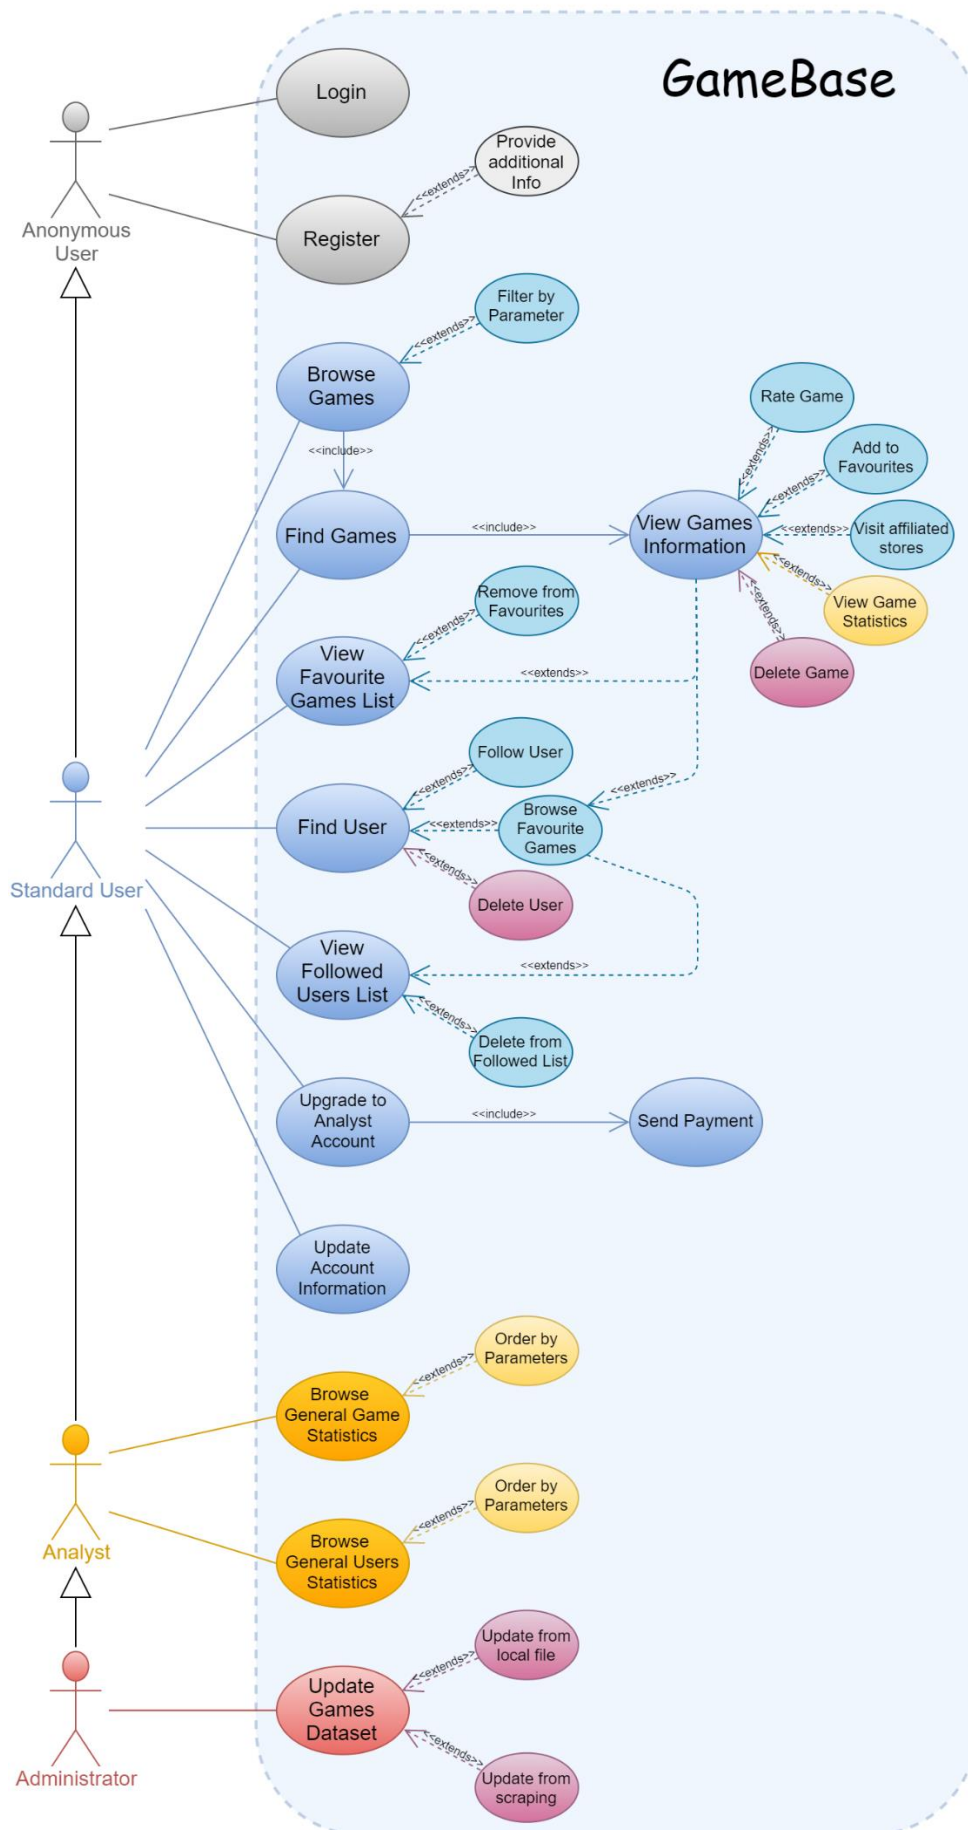 GameBase
Login
Provide
additional
Info
<<extends>>
Register
Anonymous
User
Filter by
Parameter
<<extends>>
Browse
Games
<<include>>
Rate Game
<<extends>>
Add to
Favourites
<<extends>>
Find Games
<<include>>
View Games
Information
<<extends>>
Visit affiliated
stores
<<extends>>
View Game
Statistics
<<extends>>
Delete Game
Remove from
Favourites
<<extends>>
View
Favourite
Games List
<<extends>>
Follow User
<<extends>>
Find User
<<extends>>
Browse
Favourite
Games
<<extends>>
<<extends>>
Delete User
Standard User
View
Followed
Users List
<<extends>>
<<extends>>
Delete from
Followed List
Upgrade to
Analyst
Account
<<include>>
Send Payment
Update
Account
Information
Order by
Parameters
<<extends>>
Browse
General Game
Statistics
Order by
Parameters
<<extends>>
Browse
General Users
Statistics
Analyst
Update from
local file
<<extends>>
Update
Games
Dataset
<<extends>>
Update from
scraping
Administrator